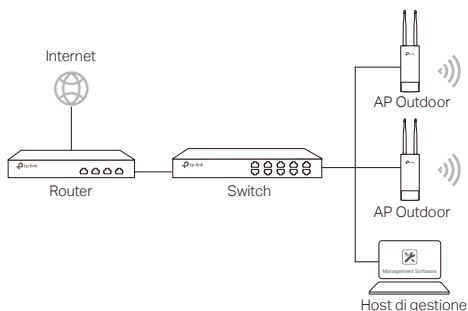 Internet
tp-link
Router
tp-link
Switch
AP Outdoor
AP Outdoor
Management Software
Host di gestione